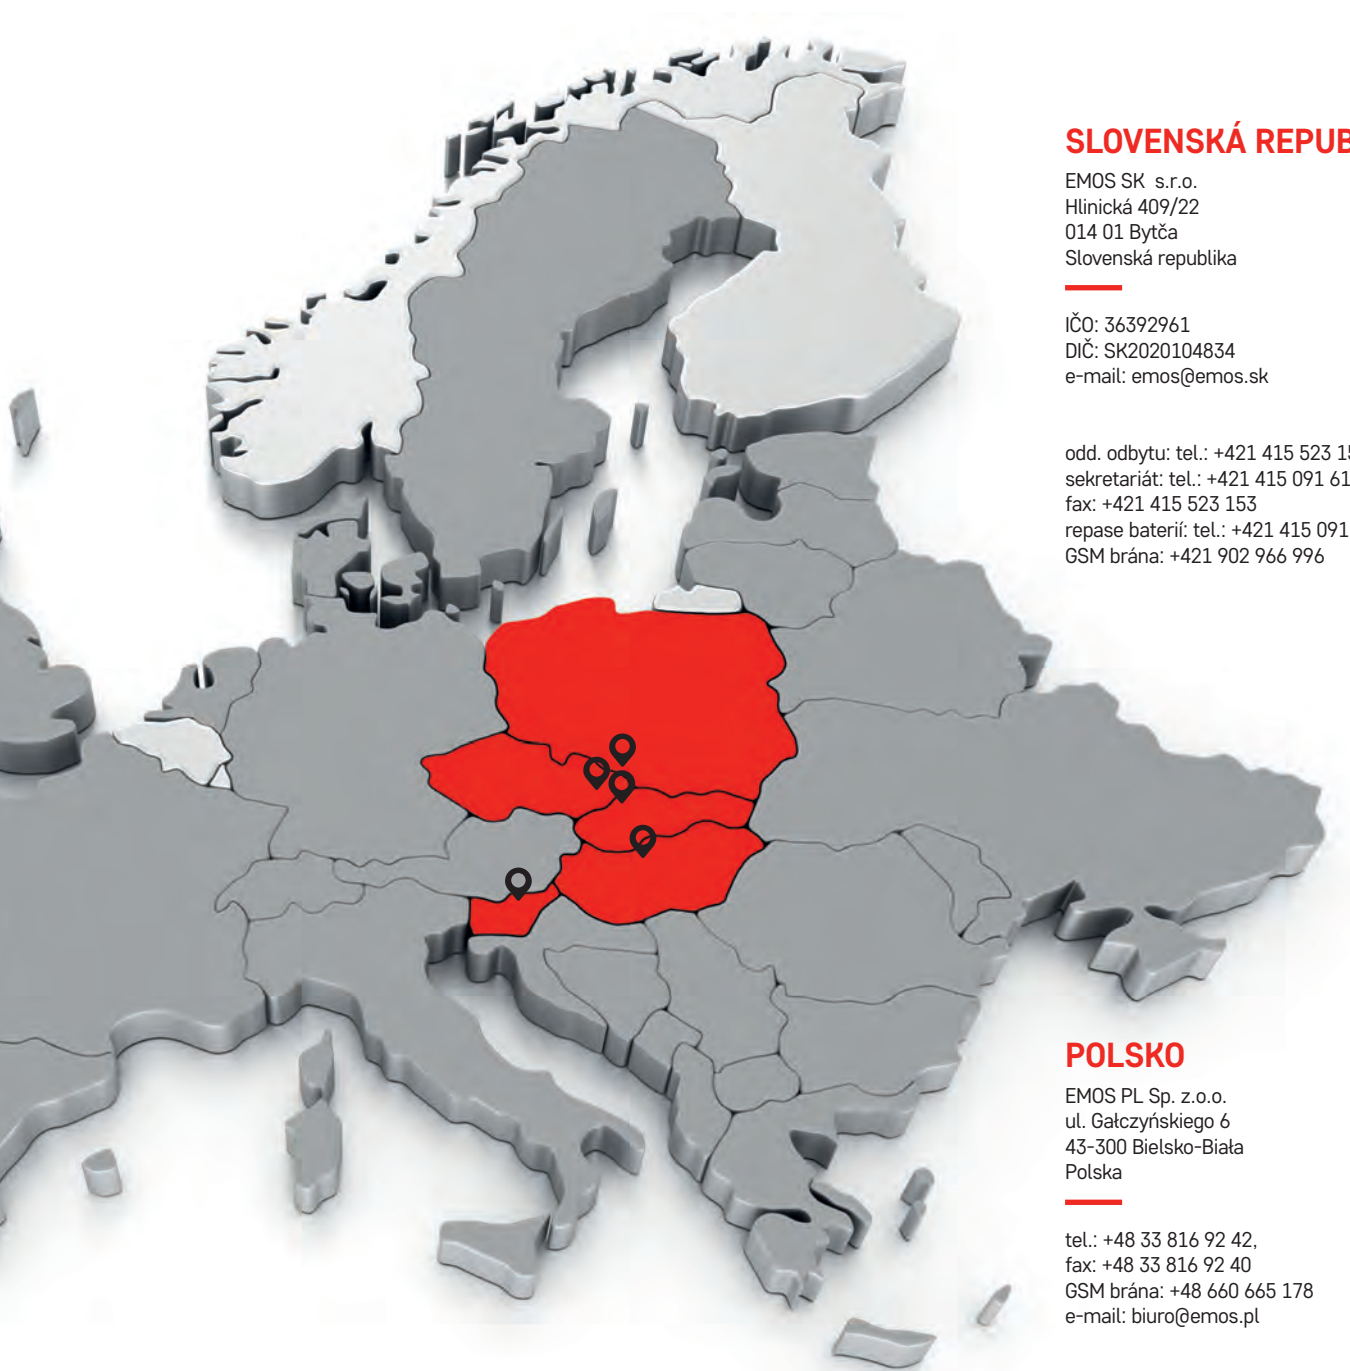 SLOVENSKÁ REPUB
EMOS SK s.r.o.
Hlinická 409/22
014 01 Bytča
Slovenská republika
IČO: 36392961
DIČ: SK2020104834
e-mail: emos@emos.sk
odd. odbytu: tel.: +421 415 523 15
sekretariát: tel.: +421 415 091 61
fax: +421 415 523 153
repase baterií: tel.: +421 415 091
GSM brána: +421 902 966 996
POLSKO
EMOS PL Sp. z.o.o.
ul. Gałczyńskiego 6
43-300 Bielsko-Biała
Polska
tel.: +48 33 816 92 42,
fax: +48 33 816 92 40
GSM brána: +48 660 665 178
e-mail: biuro@emos.pl